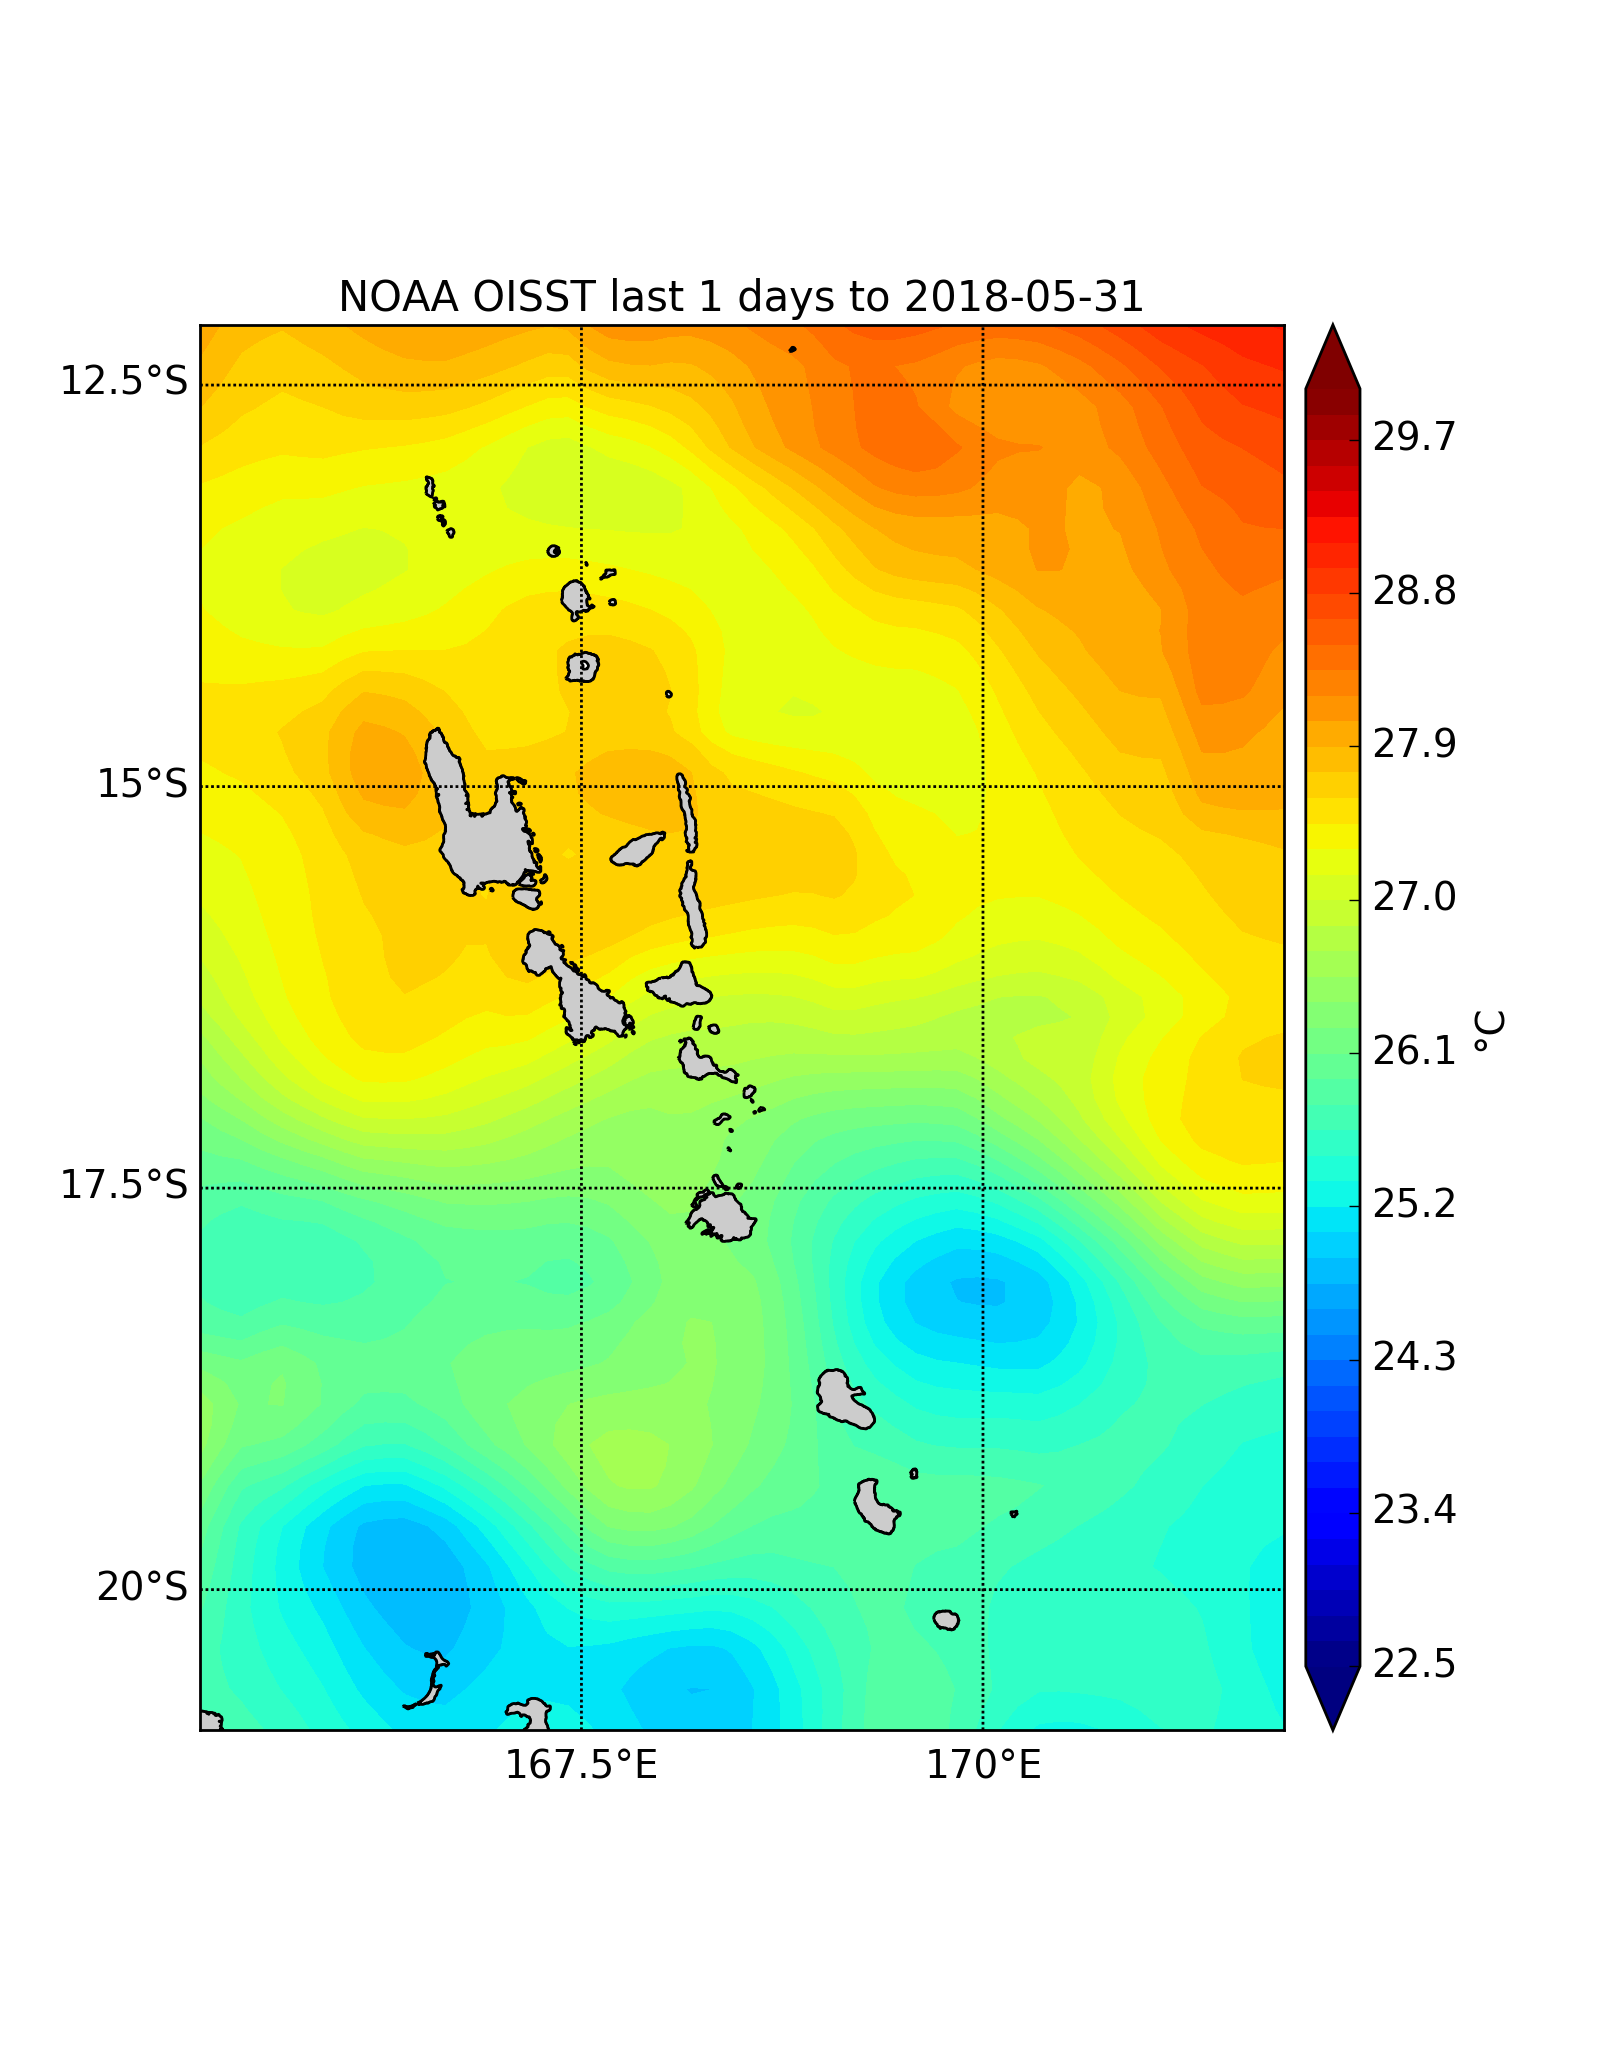 NOAA OISST last 1 days to 2018-05-31
12.5°S
15°S
17.5°S
20°S
167.5°E
170°E
29.7
28.8
27.9
27.0
26.1
25.2
24.3
23.4
22.5
°C